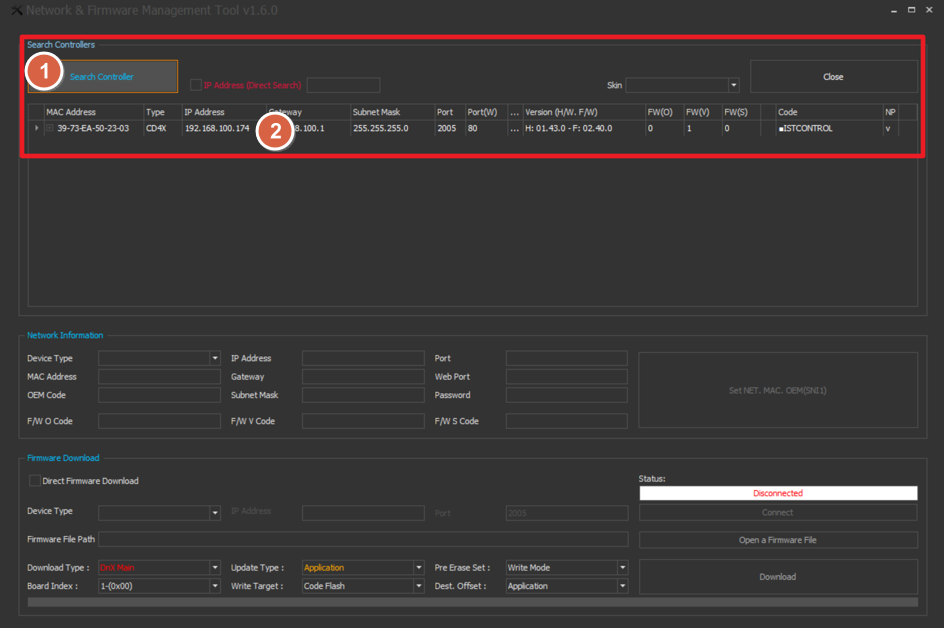 Network & Firmware Management Tool v1.6.0
Search Controllers
1
Search Controller
IP Address (Direct Search)
Skin
Close
MAC Address Type IP Address Gateway Subnet Mask Port Port(W) ... Version (H/W. F/W) FW(O) FW(V) FW(S) Code NP
39-73-EA-50-23-03 CD4X 192.168.100.174 8.100.1 255.255.255.0 2005 80 ... H: 01.43.0 - F: 02.40.0 0 1 0 ■ISTCONTROL v
2
Network Information
Device Type IP Address Port
MAC Address Gateway Web Port
OEM Code Subnet Mask Password
Set NET. MAC. OEM(SNI1)
F/W O Code F/W V Code F/W S Code
Firmware Download
Direct Firmware Download
Status:
Disconnected
Device Type IP Address Port 2005
Connect
Firmware File Path
Open a Firmware File
Download Type : DnX Main Update Type : Application Pre Erase Set : Write Mode
Board Index : 1-(0x00) Write Target : Code Flash Dest. Offset : Application
Download